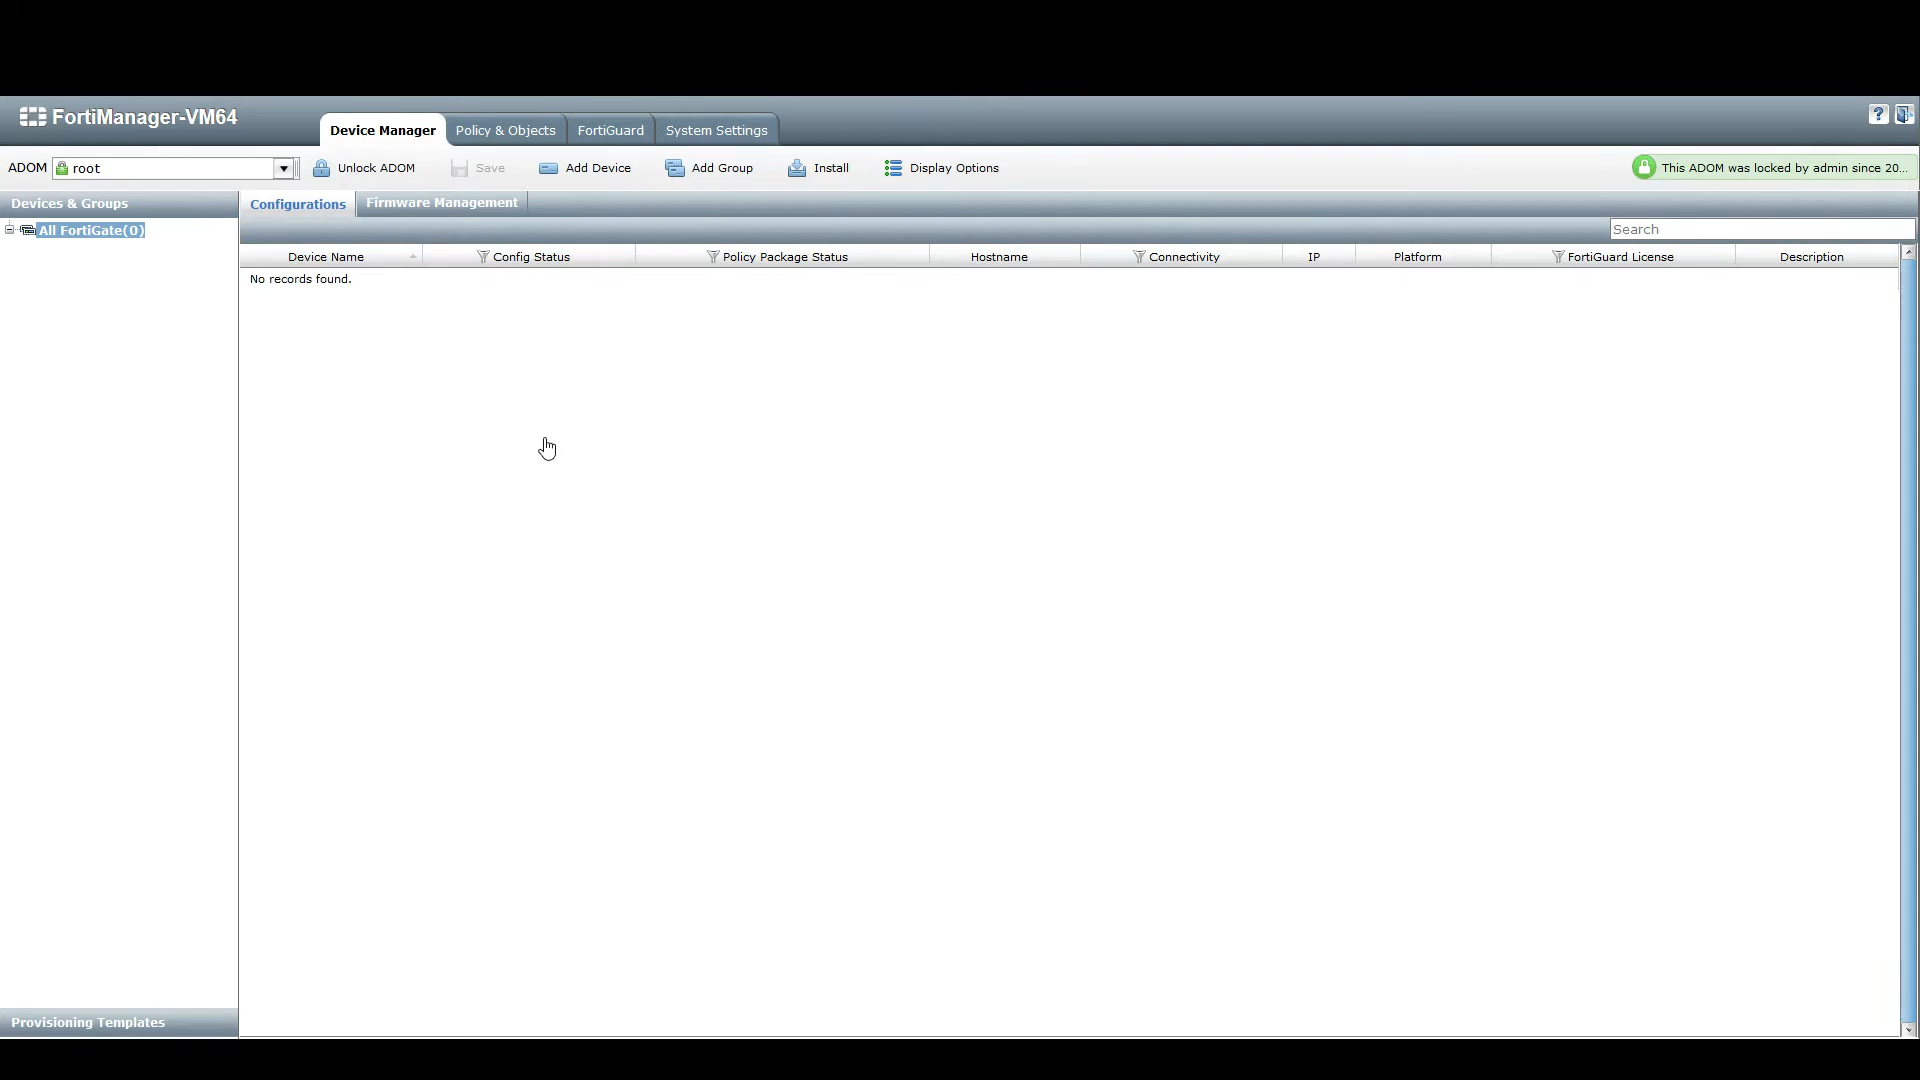 FortiManager-VM64
Device Manager Policy & Objects FortiGuard System Settings ?
ADOM root Unlock ADOM Save Add Device Add Group Install Display Options This ADOM was locked by admin since 20...
Devices & Groups Configurations Firmware Management
All FortiGate(0) Search
Device Name Config Status Policy Package Status Hostname Connectivity IP Platform FortiGuard License Description
No records found.
Provisioning Templates